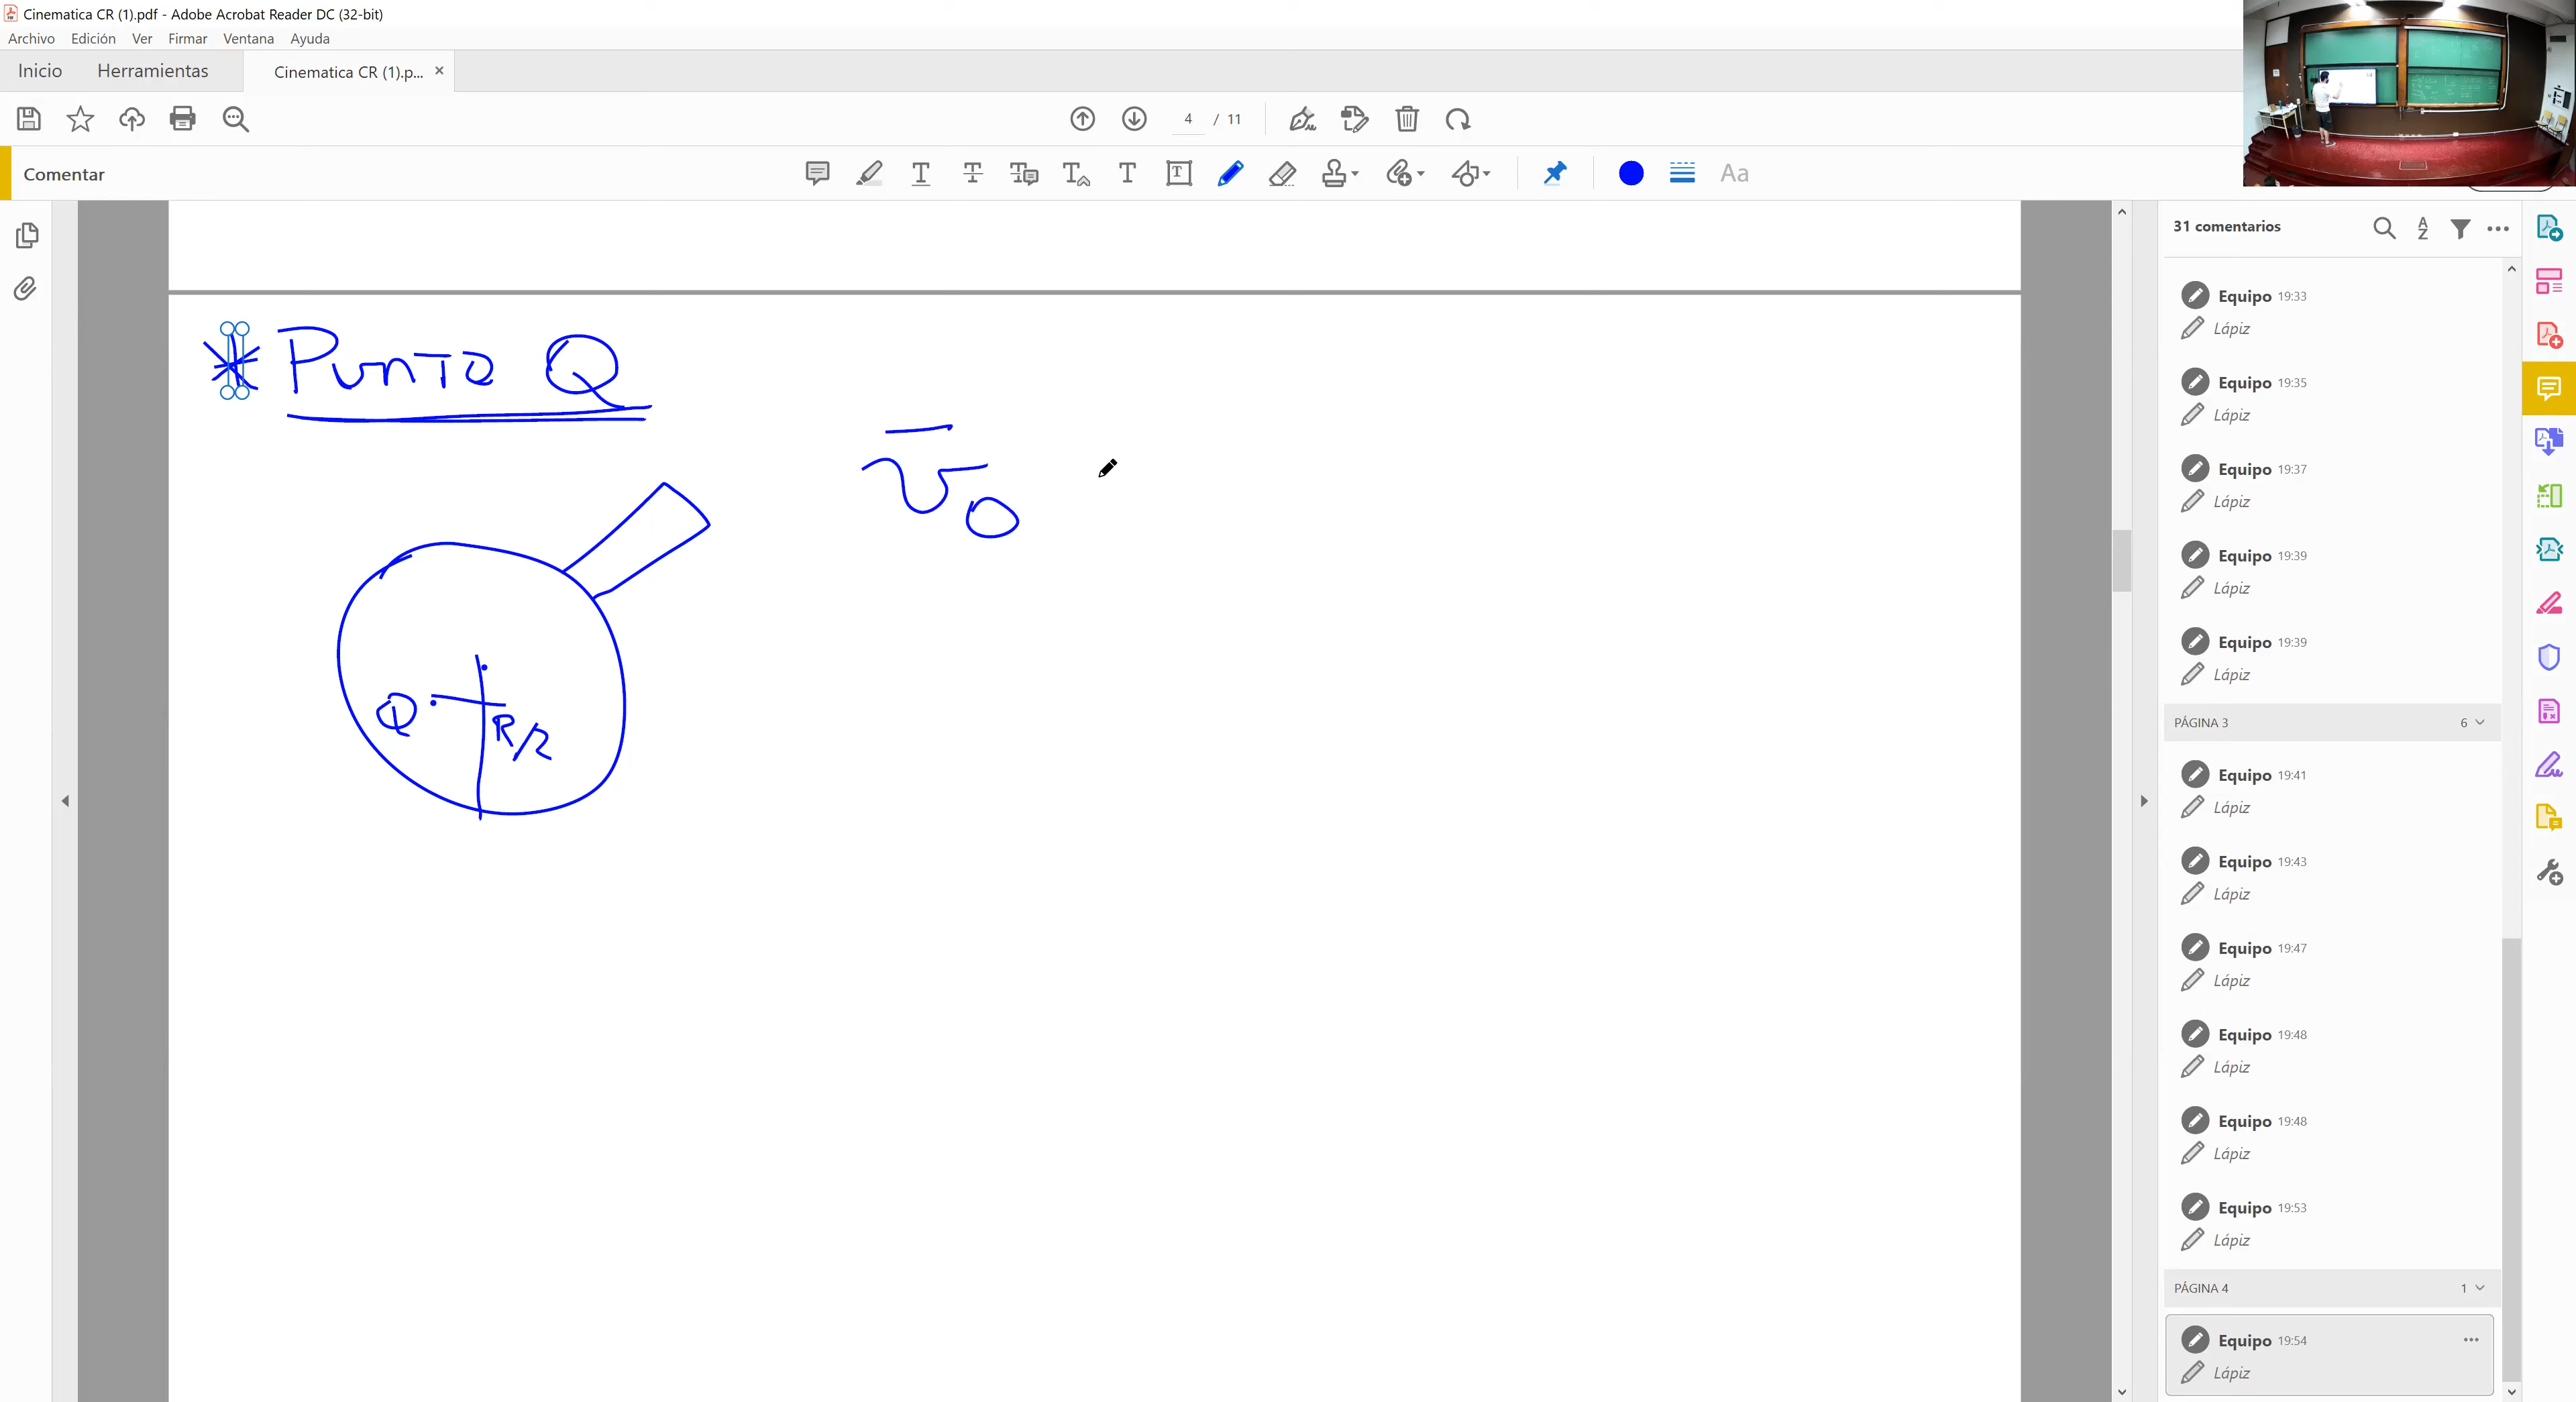 Cinematica CR (1).pdf - Adobe Acrobat Reader DC (32-bit)
Archivo Edición Ver Firmar Ventana Ayuda
Inicio Herramientas Cinematica CR (1).p... ×
4 / 11
Comentar
Aa
31 comentarios
Equipo 19:33
Lápiz
Equipo 19:35
Lápiz
Equipo 19:37
Lápiz
Equipo 19:39
Lápiz
Equipo 19:39
Lápiz
PÁGINA 3 6
Equipo 19:41
Lápiz
Equipo 19:43
Lápiz
Equipo 19:47
Lápiz
Equipo 19:48
Lápiz
Equipo 19:48
Lápiz
Equipo 19:53
Lápiz
PÁGINA 4 1
Equipo 19:54
Lápiz
* Punto Q
v̅₀
Q
R/2